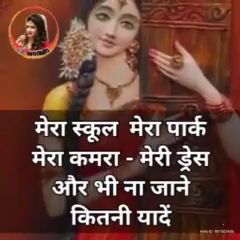 मेरा स्कूल मेरा पार्क
मेरा कमरा - मेरी ड्रेस
और भी ना जाने
कितनी यादें